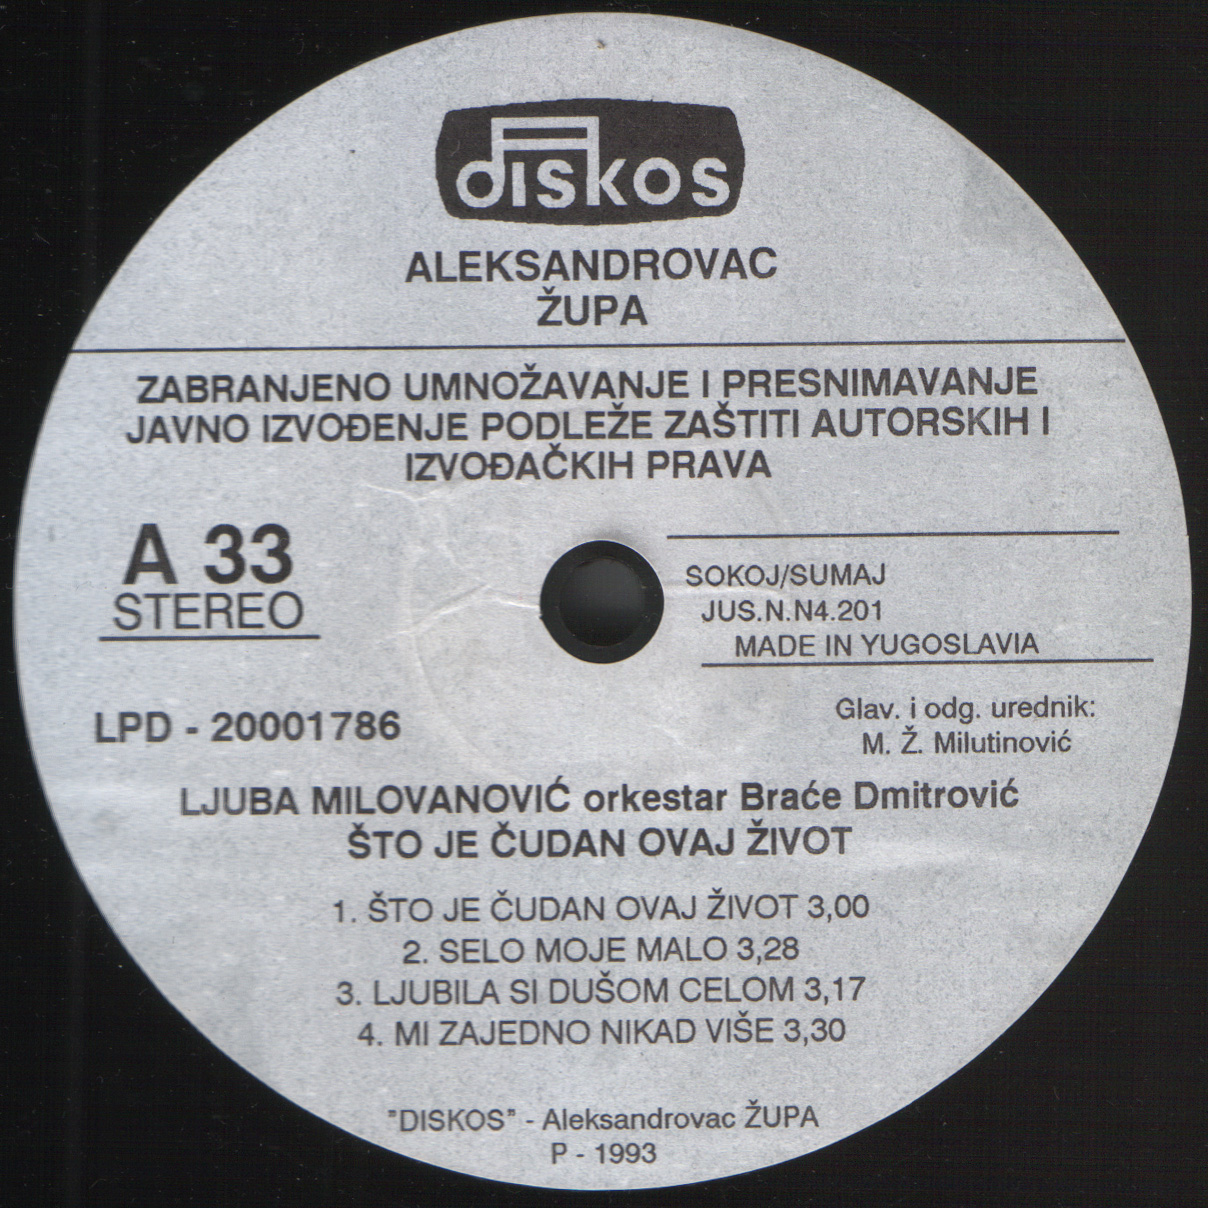 diskos
ALEKSANDROVAC
ŽUPA
ZABRANJENO UMNOŽAVANJE I PRESNIMAVANJE
JAVNO IZVOĐENJE PODLEŽE ZAŠTITI AUTORSKIH I
IZVOĐAČKIH PRAVA
A 33
STEREO
SOKOJ/SUMAJ
JUS.N.N4.201
MADE IN YUGOSLAVIA
LPD - 20001786
Glav. i odg. urednik:
M. Ž. Milutinović
LJUBA MILOVANOVIĆ orkestar Braće Dmitrović
ŠTO JE ČUDAN OVAJ ŽIVOT
1. ŠTO JE ČUDAN OVAJ ŽIVOT 3,00
2. SELO MOJE MALO 3,28
3. LJUBILA SI DUŠOM CELOM 3,17
4. MI ZAJEDNO NIKAD VIŠE 3,30
"DISKOS" - Aleksandrovac ŽUPA
P - 1993